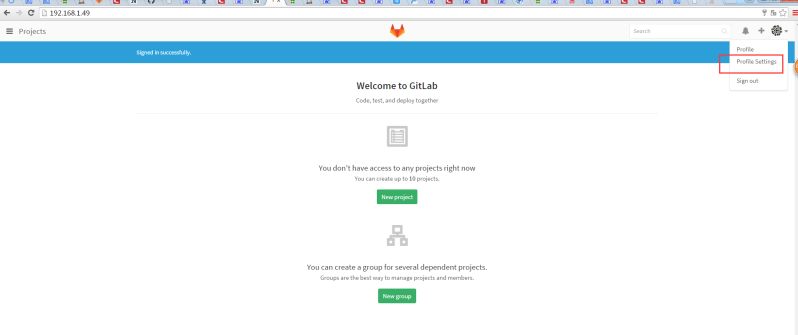 192.168.1.49
Projects
Search
Signed in successfully.
Profile
Profile Settings
Sign out
Welcome to GitLab
Code, test, and deploy together
You don't have access to any projects right now
You can create up to 10 projects.
New project
You can create a group for several dependent projects.
Groups are the best way to manage projects and members.
New group